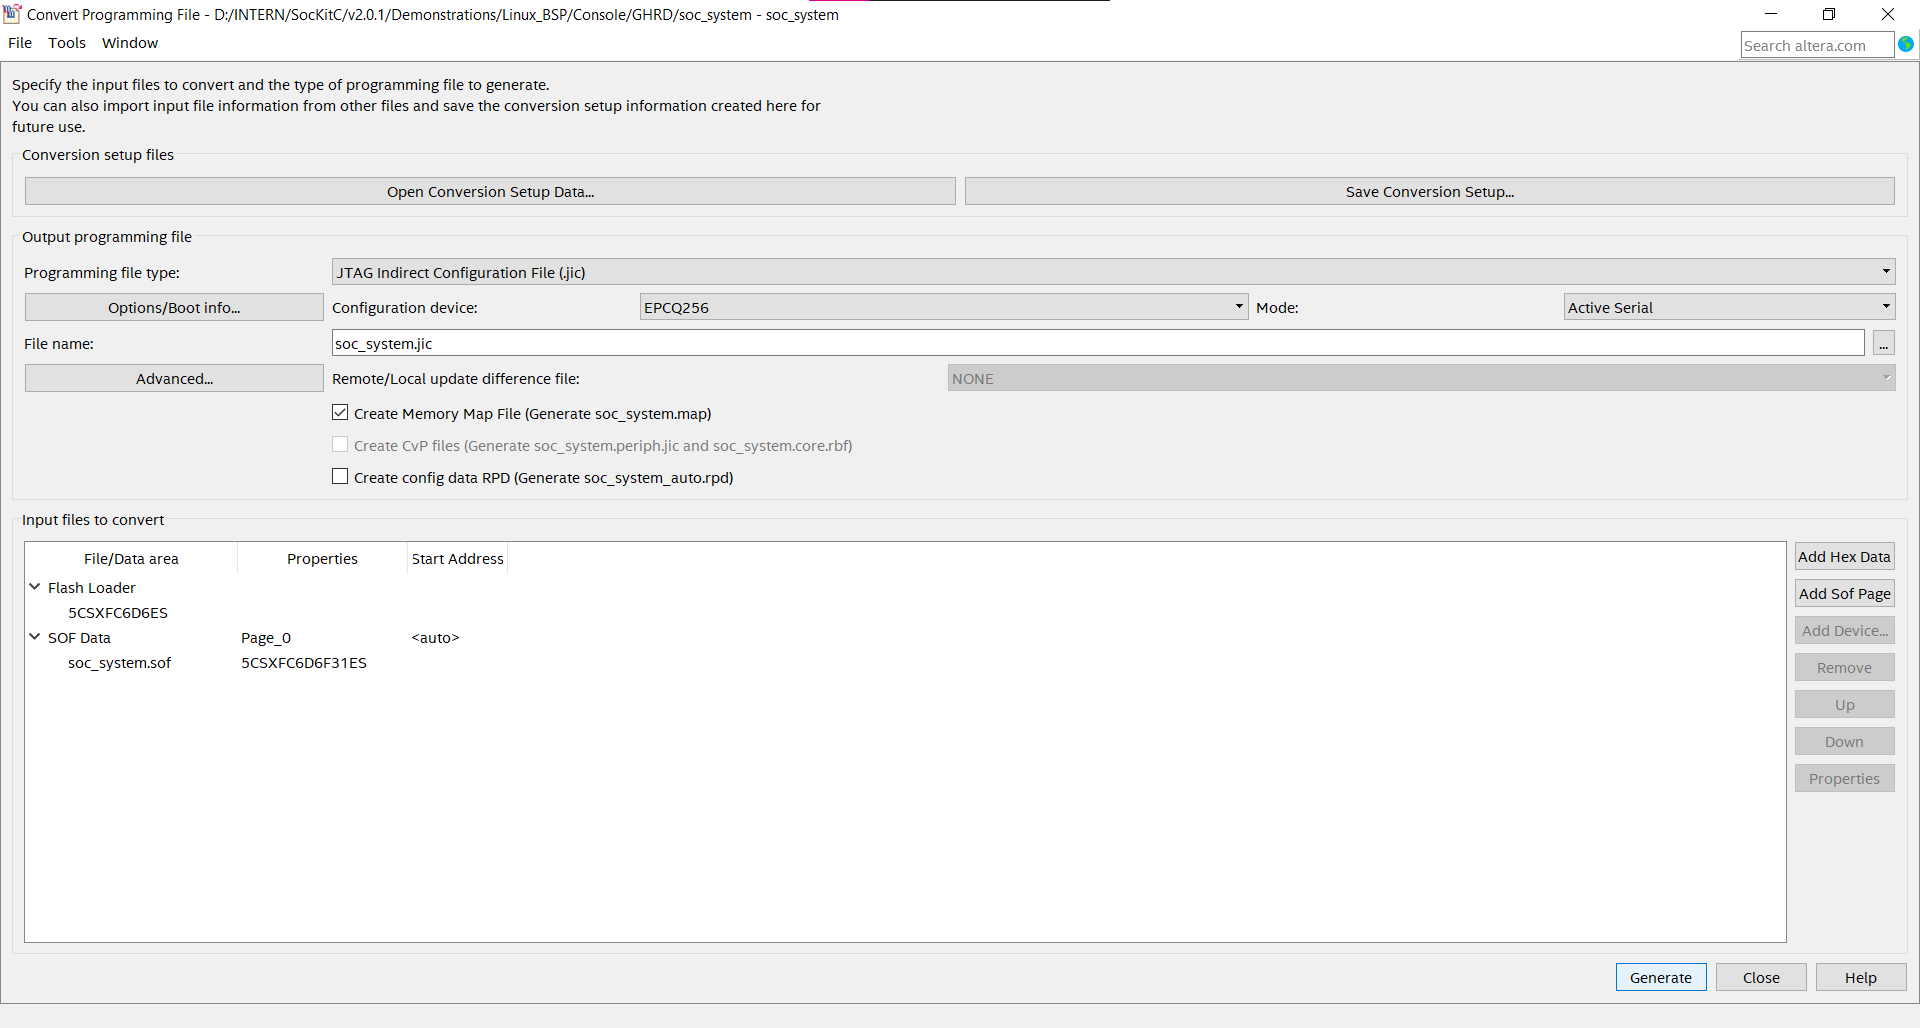 Convert Programming File - D:/INTERN/SocKitC/v2.0.1/Demonstrations/Linux_BSP/Console/GHRD/soc_system - soc_system
File Tools Window
Search altera.com
Specify the input files to convert and the type of programming file to generate.
You can also import input file information from other files and save the conversion setup information created here for
future use.
Conversion setup files
Open Conversion Setup Data... Save Conversion Setup...
Output programming file
Programming file type: JTAG Indirect Configuration File (.jic)
Options/Boot info... Configuration device: EPCQ256 Mode: Active Serial
File name: soc_system.jic ...
Advanced... Remote/Local update difference file: NONE
Create Memory Map File (Generate soc_system.map)
Create CvP files (Generate soc_system.periph.jic and soc_system.core.rbf)
Create config data RPD (Generate soc_system_auto.rpd)
Input files to convert
File/Data area Properties Start Address
Flash Loader
5CSXFC6D6ES
SOF Data Page_0 <auto>
soc_system.sof 5CSXFC6D6F31ES
Add Hex Data
Add Sof Page
Add Device...
Remove
Up
Down
Properties
Generate Close Help